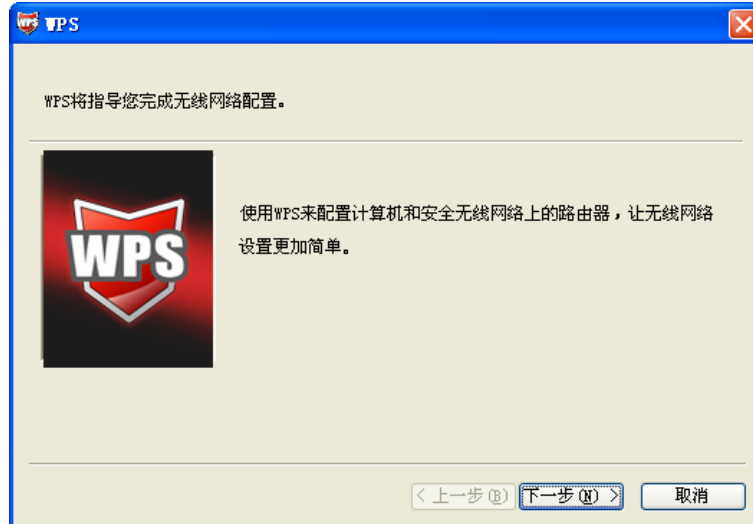 WPS
WPS将指导您完成无线网络配置。
WPS
使用WPS来配置计算机和安全无线网络上的路由器，让无线网络
设置更加简单。
< 上一步(B)
下一步(N) >
取消